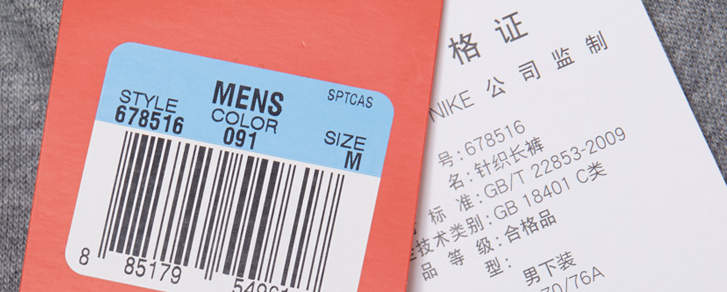 MENS
SPTCAS
STYLE
COLOR
SIZE
678516
091
M
8
85179
格证
NIKE 公司监制
号:678516
名:针织长裤
标准:GB/T 22853-2009
技术类别:GB 18401 C类
品等级:合格品
型:男下装
70/76A